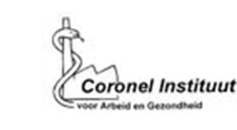 Coronel Instituut
voor Arbeid en Gezondheid